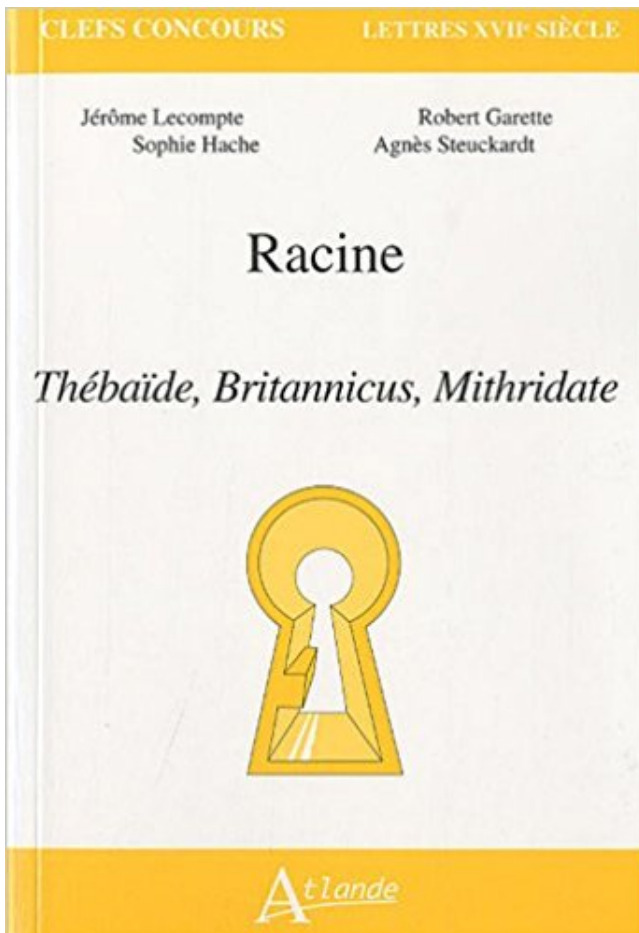 CLEFS CONCOURS
LETTRES XVIIᵉ SIÈCLE
Jérôme Lecompte
Sophie Hache
Robert Garette
Agnès Steuckardt
Racine
Thébaïde, Britannicus, Mithridate
Atlande